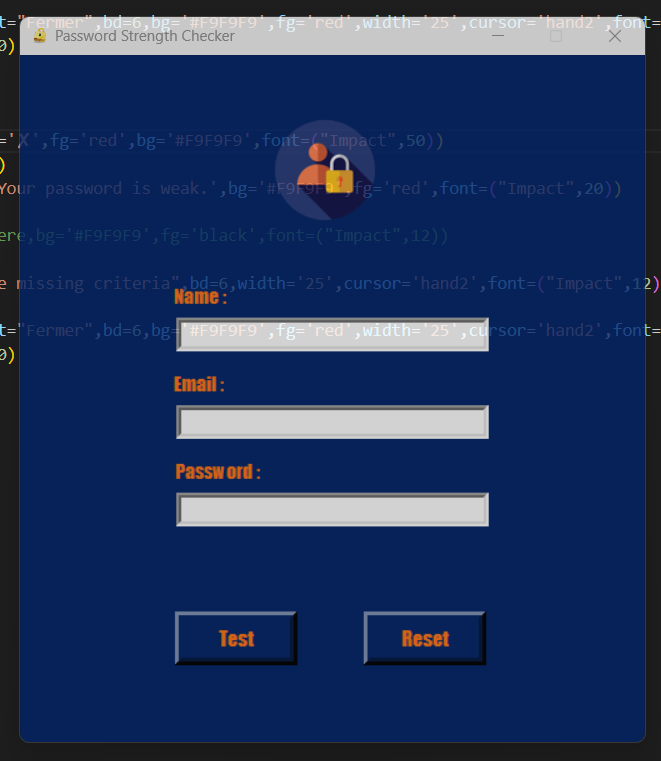 t="Fermer",bd=6,bg='#F9F9F9',fg='red',width='25',cursor='hand2',font=
Password Strength Checker
0)
='X',fg='red',bg='#F9F9F9',font=("Impact",50))
)
Your password is weak.',bg='#F9F9F9',fg='red',font=("Impact",20))
ere,bg='#F9F9F9',fg='black',font=("Impact",12))
e missing criteria",bd=6,width='25',cursor='hand2',font=("Impact",12)
Name :
t="Fermer",bd=6,bg='#F9F9F9',fg='red',width='25',cursor='hand2',font=
0)
Email :
Password :
Test Reset